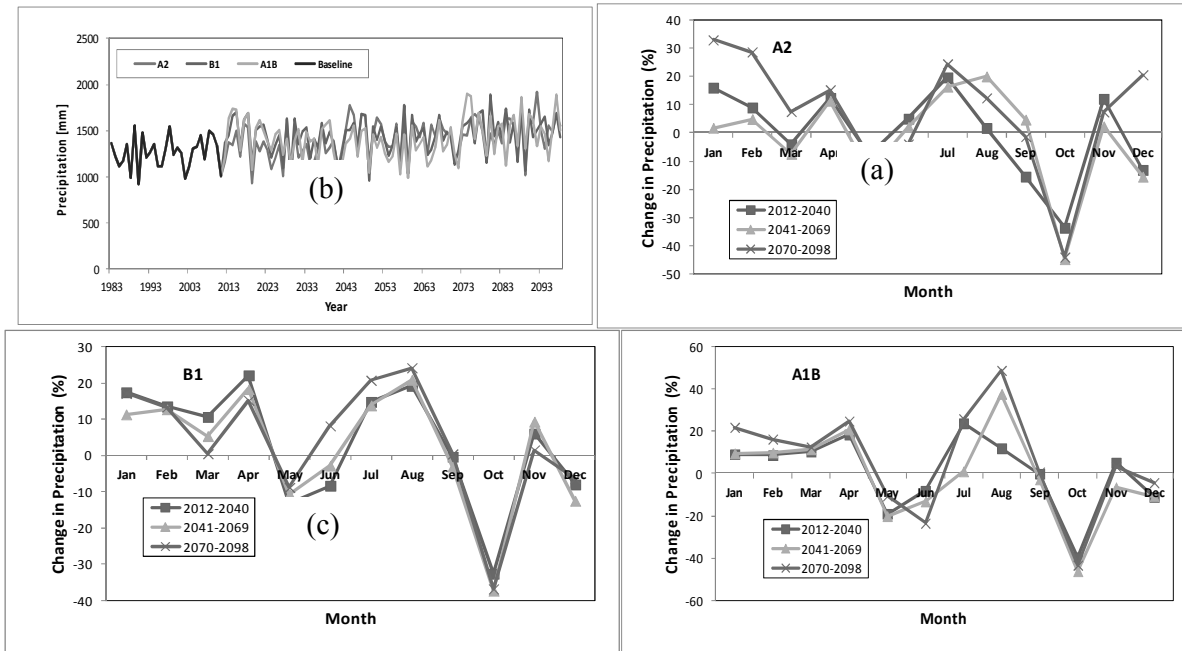 2500
2000
1500
1000
500
0
Precipitation [mm]
A2 B1 A1B Baseline
(b)
1983 1993 2003 2013 2023 2033 2043 2053 2063 2073 2083 2093
Year
A2
40
30
20
10
0
-10
-20
-30
-40
-50
Change in Precipitation (%)
Jan Feb Mar Apr Jul Aug Sep Oct Nov Dec
(a)
2012-2040
2041-2069
2070-2098
Month
B1
30
20
10
0
-10
-20
-30
-40
Change in Precipitation (%)
Jan Feb Mar Apr May Jun Jul Aug Sep Oct Nov Dec
(c)
2012-2040
2041-2069
2070-2098
Month
A1B
60
40
20
0
-20
-40
-60
Change in Precipitation (%)
Jan Feb Mar Apr May Jun Jul Aug Sep Oct Nov Dec
2012-2040
2041-2069
2070-2098
Month